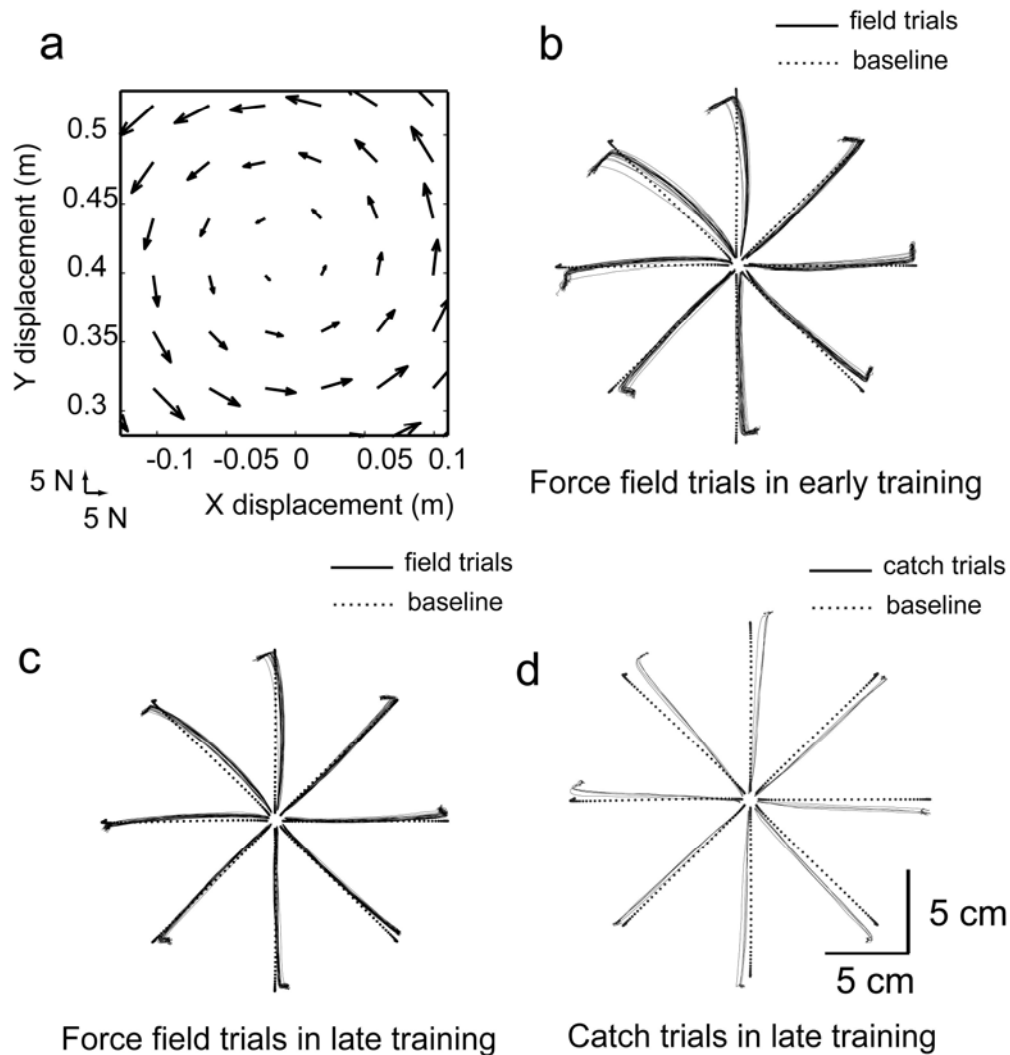 a
0.5
0.45
0.4
0.35
0.3
Y displacement (m)
-0.1 -0.05 0 0.05 0.1
X displacement (m)
5 N
5 N
b
field trials
baseline
Force field trials in early training
c
field trials
baseline
Force field trials in late training
d
catch trials
baseline
5 cm
5 cm
Catch trials in late training